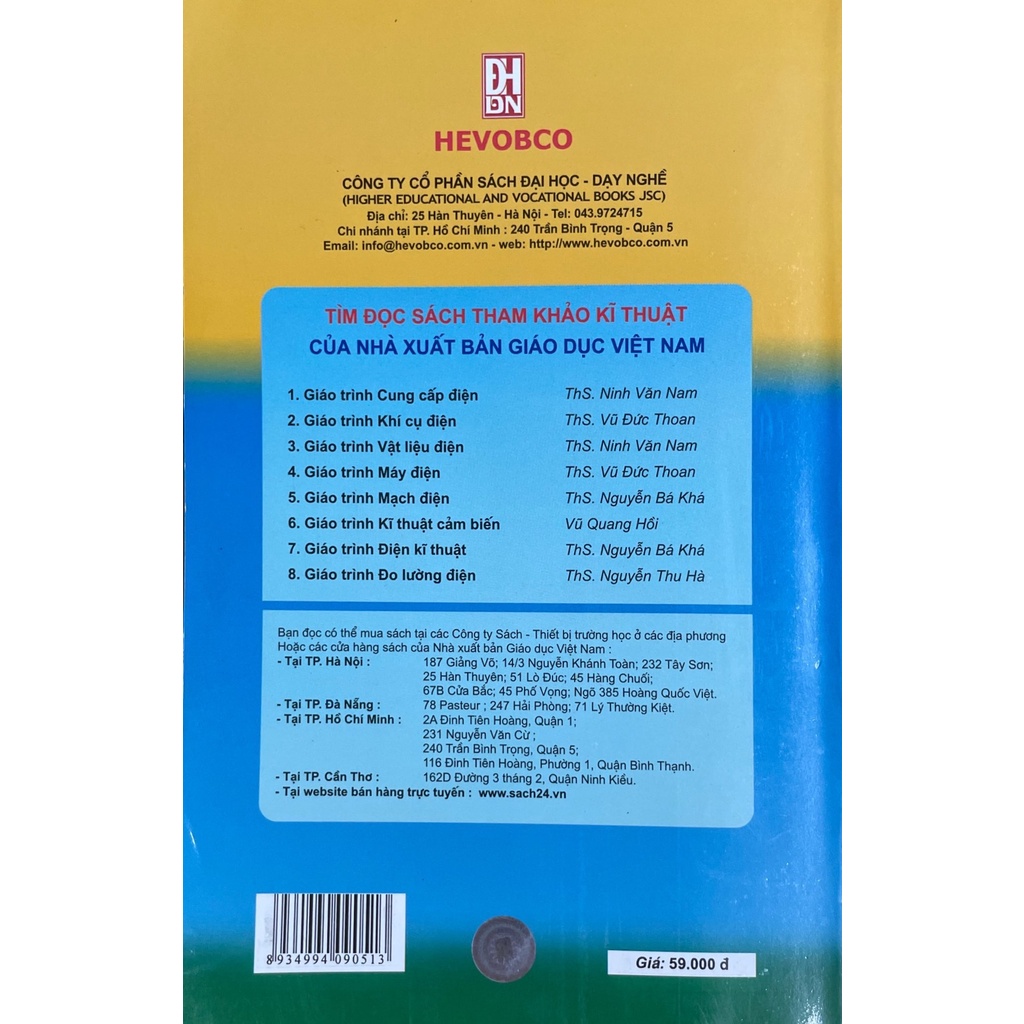 ĐH
DN
HEVOBCO
CÔNG TY CỔ PHẦN SÁCH ĐẠI HỌC - DẠY NGHỀ
(HIGHER EDUCATIONAL AND VOCATIONAL BOOKS JSC)
Địa chỉ: 25 Hàn Thuyên - Hà Nội - Tel: 043.9724715
Chi nhánh tại TP. Hồ Chí Minh : 240 Trần Bình Trọng - Quận 5
Email: info@hevobco.com.vn - web: http://www.hevobco.com.vn
TÌM ĐỌC SÁCH THAM KHẢO KĨ THUẬT
CỦA NHÀ XUẤT BẢN GIÁO DỤC VIỆT NAM
1. Giáo trình Cung cấp điện ThS. Ninh Văn Nam
2. Giáo trình Khí cụ điện ThS. Vũ Đức Thoan
3. Giáo trình Vật liệu điện ThS. Ninh Văn Nam
4. Giáo trình Máy điện ThS. Vũ Đức Thoan
5. Giáo trình Mạch điện ThS. Nguyễn Bá Khá
6. Giáo trình Kĩ thuật cảm biến Vũ Quang Hồi
7. Giáo trình Điện kĩ thuật ThS. Nguyễn Bá Khá
8. Giáo trình Đo lường điện ThS. Nguyễn Thu Hà
Bạn đọc có thể mua sách tại các Công ty Sách - Thiết bị trường học ở các địa phương
Hoặc các cửa hàng sách của Nhà xuất bản Giáo dục Việt Nam :
- Tại TP. Hà Nội : 187 Giảng Võ; 14/3 Nguyễn Khánh Toàn; 232 Tây Sơn;
25 Hàn Thuyên; 51 Lò Đúc; 45 Hàng Chuối;
67B Cửa Bắc; 45 Phố Vọng; Ngõ 385 Hoàng Quốc Việt.
- Tại TP. Đà Nẵng : 78 Pasteur ; 247 Hải Phòng; 71 Lý Thường Kiệt.
- Tại TP. Hồ Chí Minh : 2A Đinh Tiên Hoàng, Quận 1;
231 Nguyễn Văn Cừ ;
240 Trần Bình Trọng, Quận 5;
116 Đinh Tiên Hoàng, Phường 1, Quận Bình Thạnh.
- Tại TP. Cần Thơ : 162D Đường 3 tháng 2, Quận Ninh Kiều.
- Tại website bán hàng trực tuyến : www.sach24.vn
8934994090513
Giá: 59.000 đ